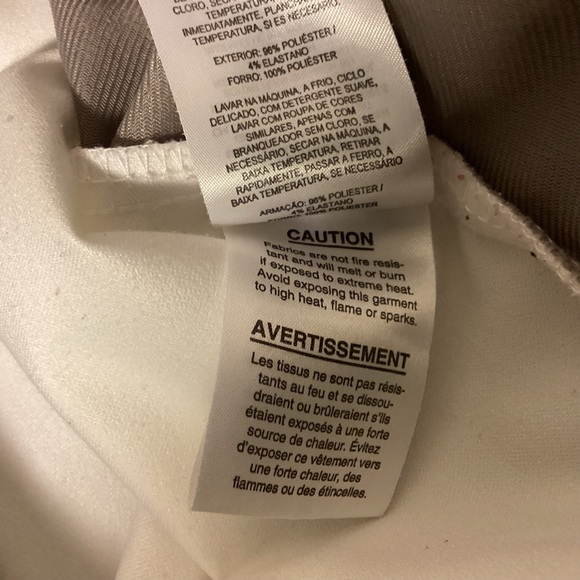 CLORO, SECA
TEMPERATURA
INMEDIATAMENTE, PLANCHA
TEMPERATURA, SI ES NECESARIO.
EXTERIOR: 96% POLIÉSTER /
4% ELASTANO
FORRO: 100% POLIÉSTER
LAVAR NA MÁQUINA, A FRIO, CICLO
DELICADO, COM DETERGENTE SUAVE,
LAVAR COM ROUPA DE CORES
SIMILARES, APENAS COM
BRANQUEADOR SEM CLORO, SE
NECESSÁRIO, SECAR NA MÁQUINA, A
BAIXA TEMPERATURA, RETIRAR
RAPIDAMENTE, PASSAR A FERRO, A
BAIXA TEMPERATURA, SE NECESSÁRIO
ARMAÇÃO: 96% POLIESTER /
4% ELASTANO
100% POLIESTER
CAUTION
Fabrics are not fire resis-
tant and will melt or burn
if exposed to extreme heat.
Avoid exposing this garment
to high heat, flame or sparks.
AVERTISSEMENT
Les tissus ne sont pas résis-
tants au feu et se dissou-
draient ou brûleraient s'ils
étaient exposés à une forte
source de chaleur. Évitez
d'exposer ce vêtement vers
une forte chaleur, des
flammes ou des étincelles.